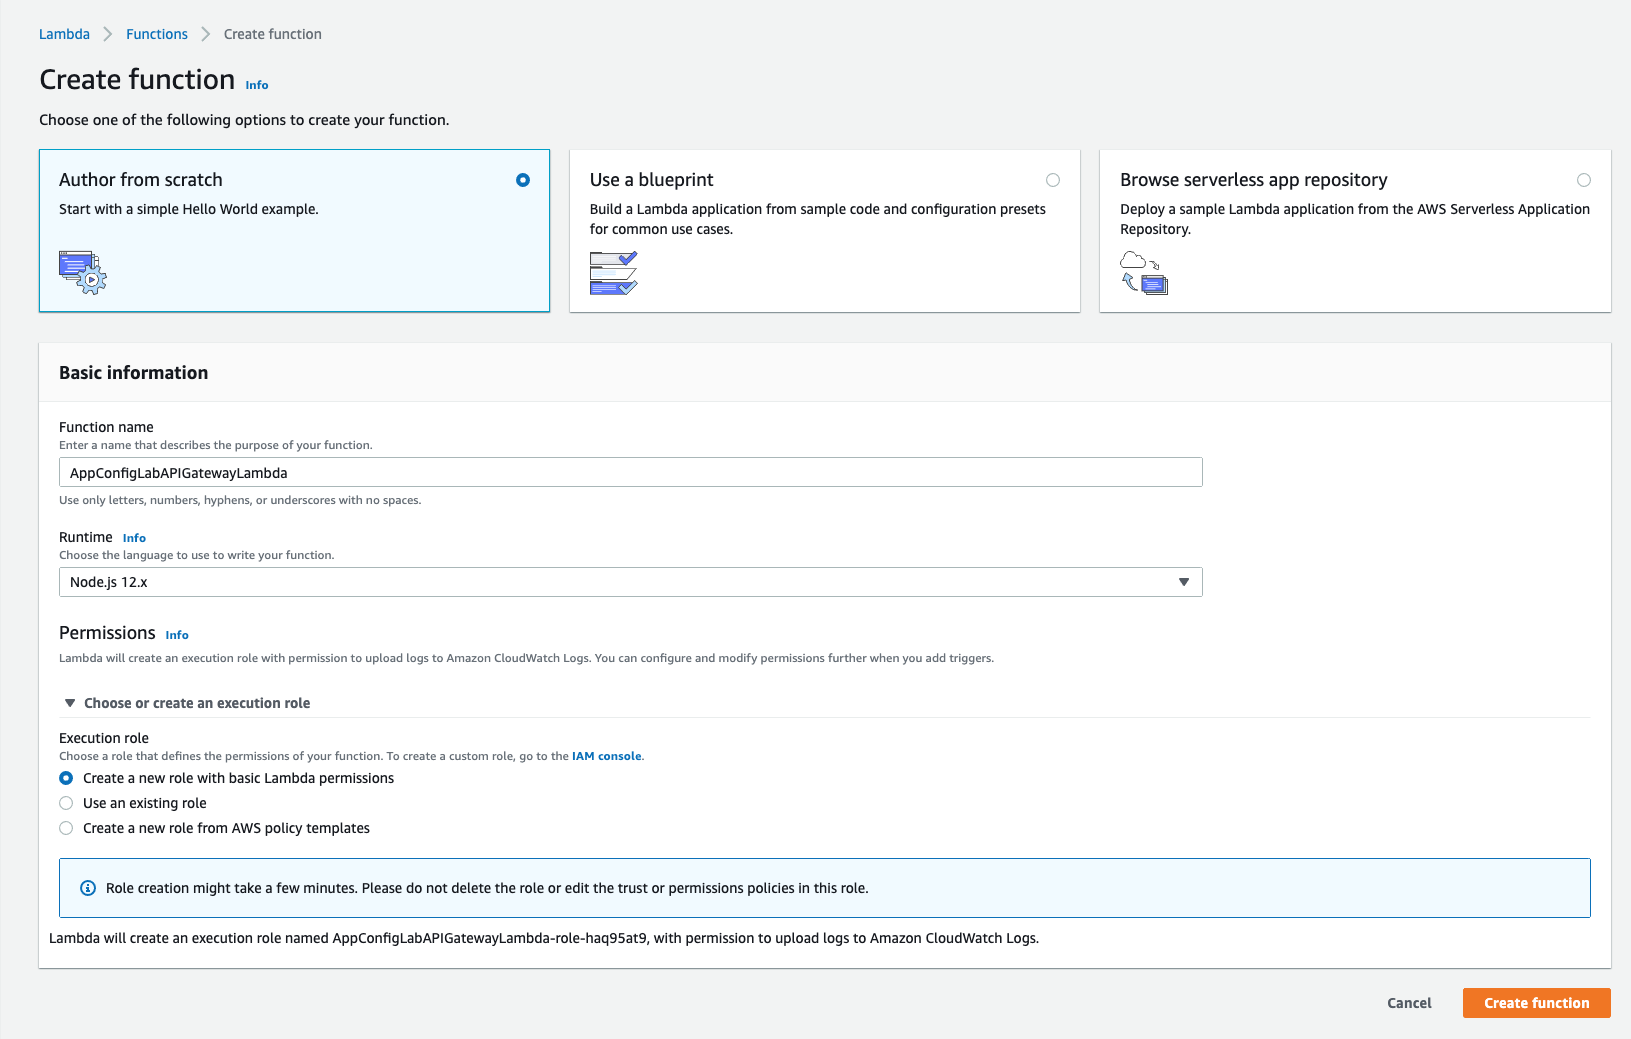 Lambda > Functions > Create function
Create function Info
Choose one of the following options to create your function.
Author from scratch
Start with a simple Hello World example.
Use a blueprint
Build a Lambda application from sample code and configuration presets
for common use cases.
Browse serverless app repository
Deploy a sample Lambda application from the AWS Serverless Application
Repository.
Basic information
Function name
Enter a name that describes the purpose of your function.
AppConfigLabAPIGatewayLambda
Use only letters, numbers, hyphens, or underscores with no spaces.
Runtime Info
Choose the language to use to write your function.
Node.js 12.x
Permissions Info
Lambda will create an execution role with permission to upload logs to Amazon CloudWatch Logs. You can configure and modify permissions further when you add triggers.
Choose or create an execution role
Execution role
Choose a role that defines the permissions of your function. To create a custom role, go to the IAM console.
Create a new role with basic Lambda permissions
Use an existing role
Create a new role from AWS policy templates
Role creation might take a few minutes. Please do not delete the role or edit the trust or permissions policies in this role.
Lambda will create an execution role named AppConfigLabAPIGatewayLambda-role-haq95at9, with permission to upload logs to Amazon CloudWatch Logs.
Cancel
Create function